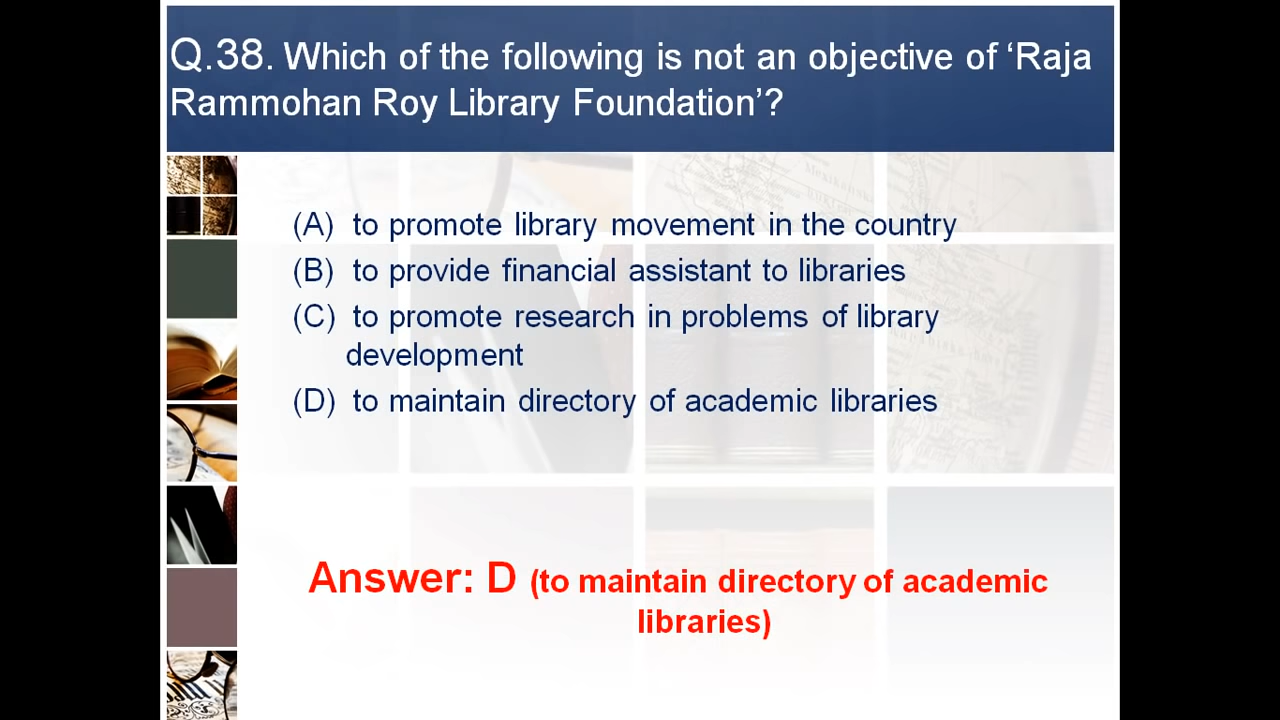 Q.38. Which of the following is not an objective of ‘Raja
Rammohan Roy Library Foundation’?
(A) to promote library movement in the country
(B) to provide financial assistant to libraries
(C) to promote research in problems of library
development
(D) to maintain directory of academic libraries
Answer: D (to maintain directory of academic
libraries)